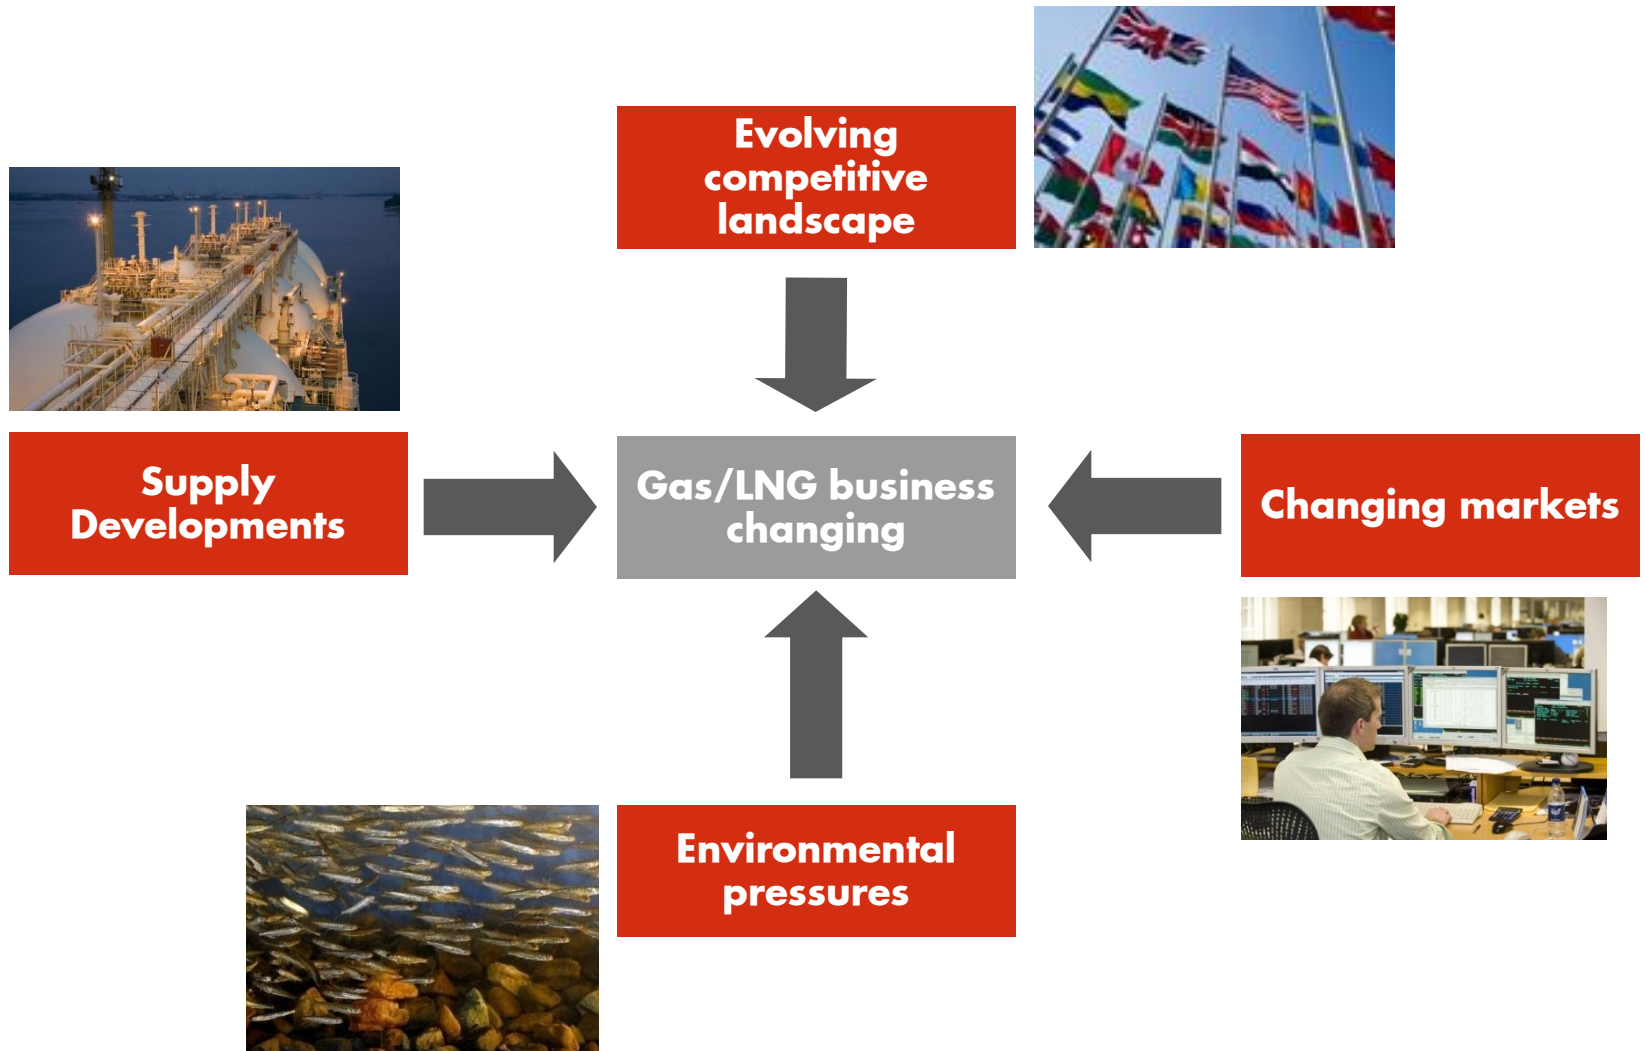 Evolving
competitive
landscape
Supply
Developments
Gas/LNG business
changing
Changing markets
Environmental
pressures